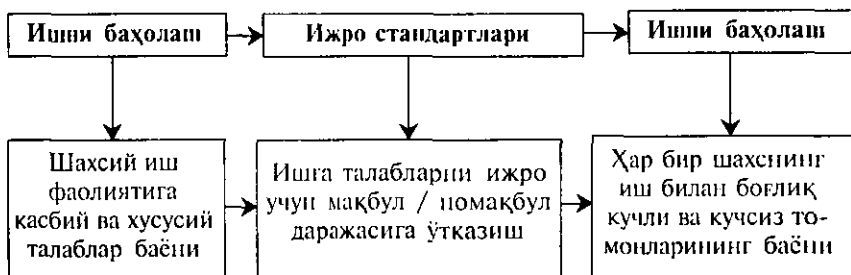 Ишни баҳолаш
Ижро стандартлари
Ишни баҳолаш
Шахсий иш
фаолиятига
касбий ва хусусий
талаблар баёни
Ишга талабларни ижро
учун мақбул / номақбул
даражасига ўтказиш
Ҳар бир шахснинг
иш билан боғлиқ
кучли ва кучсиз то-
монларининг баёни